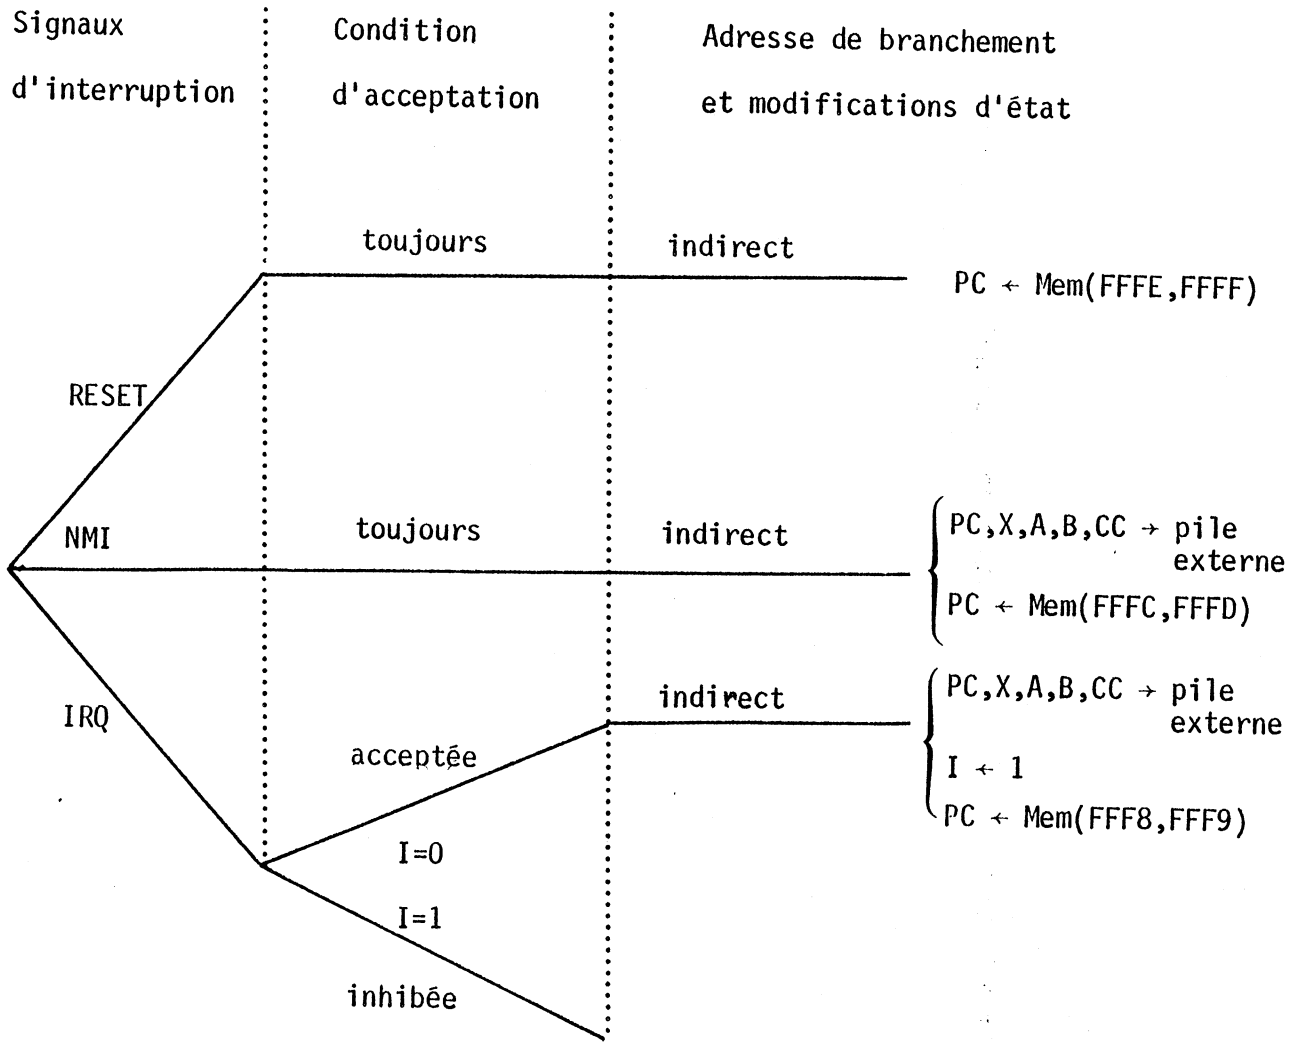 Signaux
d'interruption
Condition
d'acceptation
Adresse de branchement
et modifications d'état
toujours
indirect
PC ← Mem(FFFE,FFFF)
RESET
NMI
toujours
indirect
PC,X,A,B,CC → pile
externe
PC ← Mem(FFFC,FFFD)
IRQ
acceptée
I=0
indirect
PC,X,A,B,CC → pile
externe
I ← 1
PC ← Mem(FFF8,FFF9)
I=1
inhibée